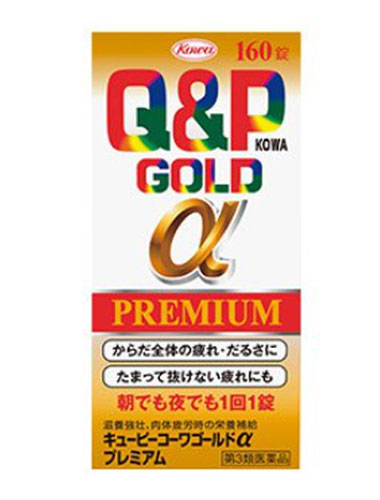 Kowa
160錠
Q&P
KOWA
GOLD
α
PREMIUM
からだ全体の疲れ・だるさに
たまって抜けない疲れにも
朝でも夜でも1回1錠
滋養強壮、肉体疲労時の栄養補給
キューピーコーワゴールドα
プレミアム
第3類医薬品